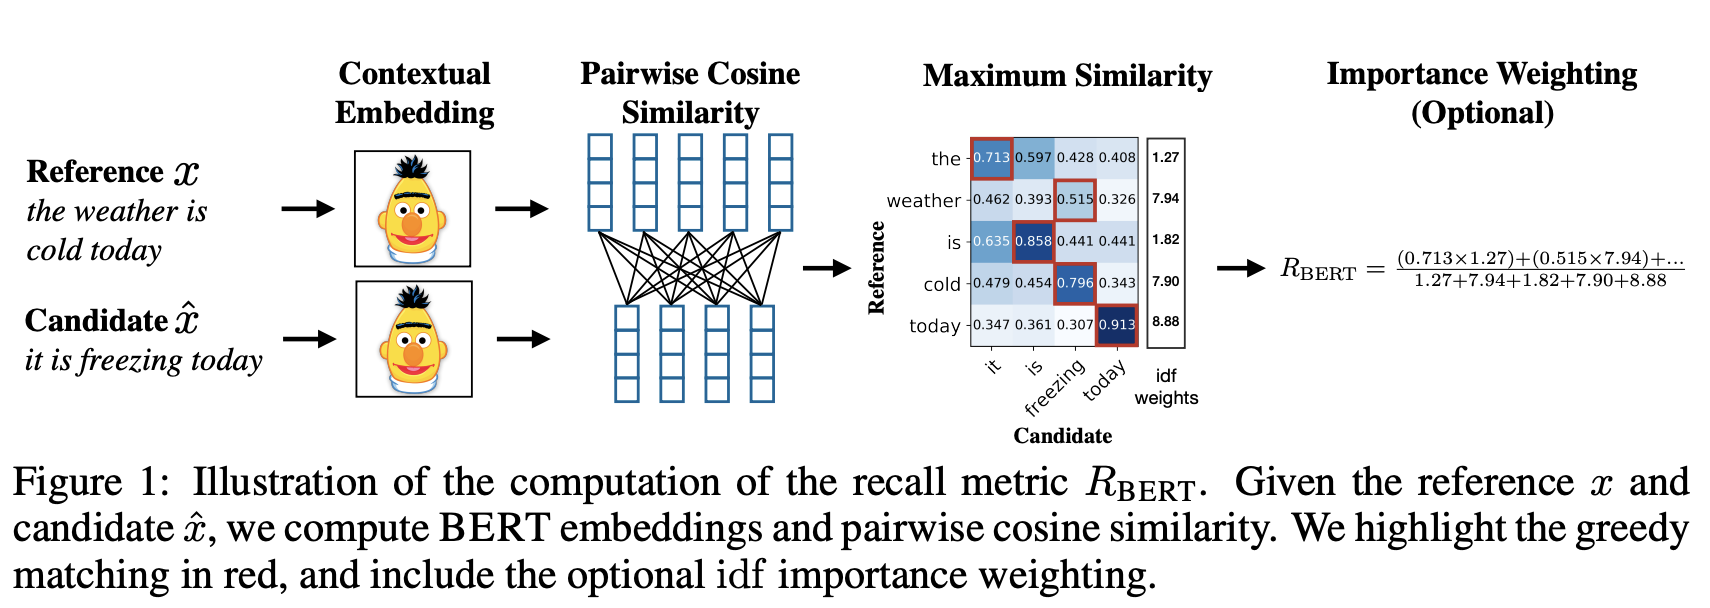 Contextual
Embedding
Pairwise Cosine
Similarity
Maximum Similarity
Importance Weighting
(Optional)
Reference x
the weather is
cold today
Candidate x̂
it is freezing today
Reference
the 0.713 0.597 0.428 0.408 1.27
weather 0.462 0.393 0.515 0.326 7.94
is 0.635 0.858 0.441 0.441 1.82
cold 0.479 0.454 0.796 0.343 7.90
today 0.347 0.361 0.307 0.913 8.88
it is freezing today
idf
weights
Candidate
R_BERT = (0.713×1.27)+(0.515×7.94)+... / 1.27+7.94+1.82+7.90+8.88
Figure 1: Illustration of the computation of the recall metric R_BERT. Given the reference x and
candidate x̂, we compute BERT embeddings and pairwise cosine similarity. We highlight the greedy
matching in red, and include the optional idf importance weighting.